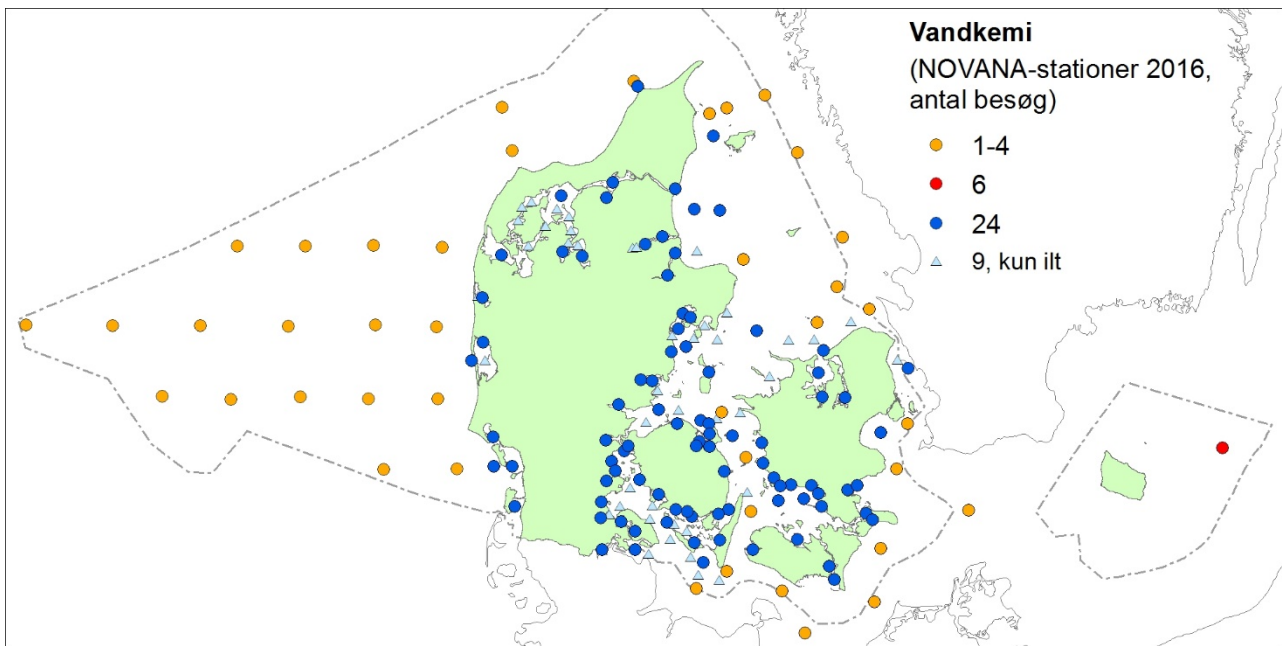 Vandkemi
(NOVANA-stationer 2016,
antal besøg)
1-4
6
24
9, kun ilt